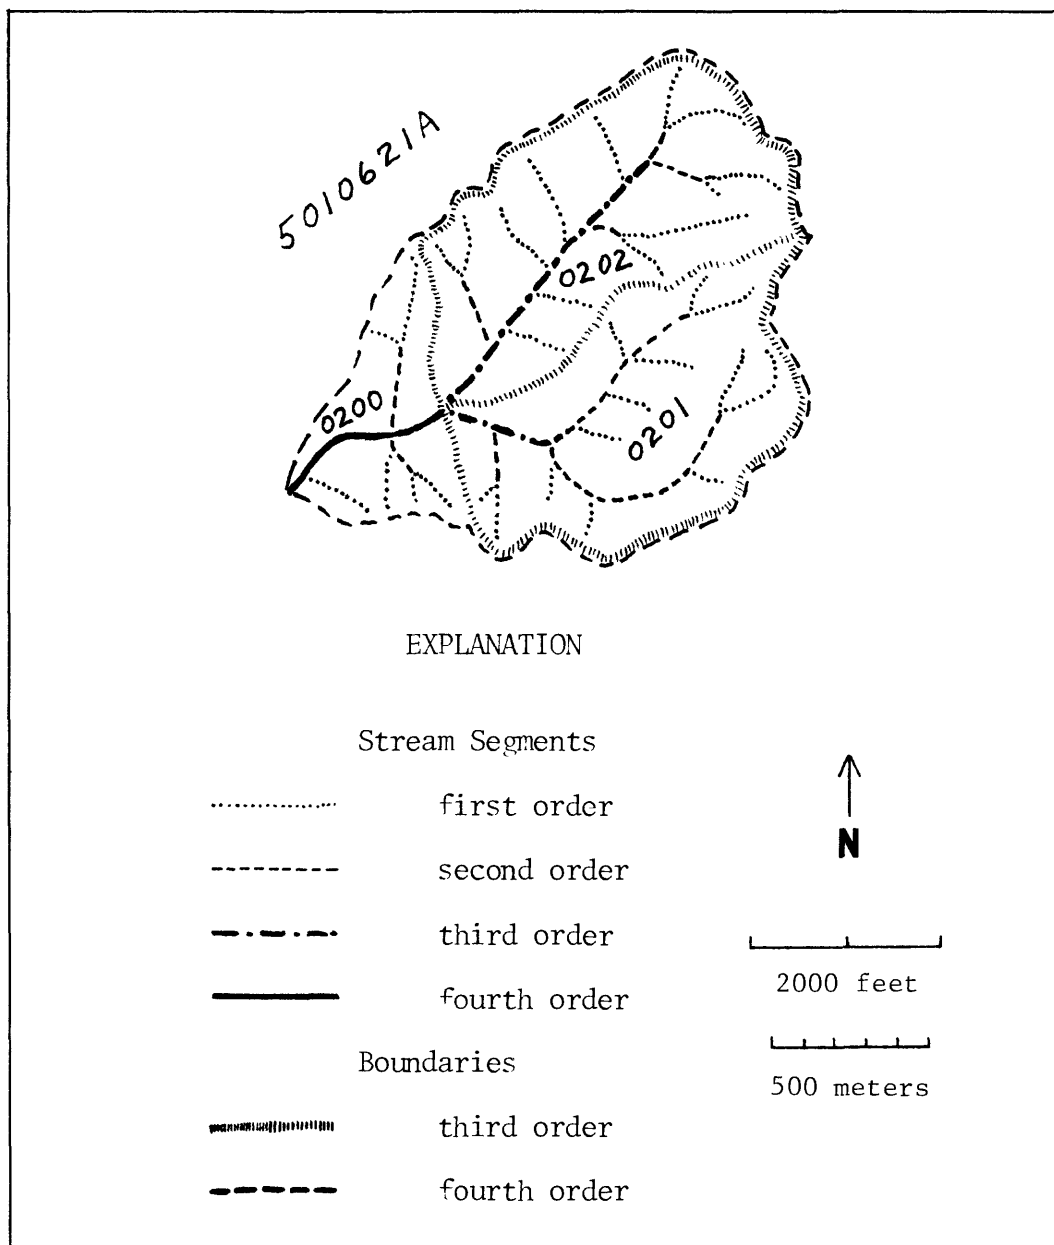 5010621A
0202
0200
0201
EXPLANATION
Stream Segments
first order
second order
third order
fourth order
Boundaries
third order
fourth order
N
2000 feet
500 meters